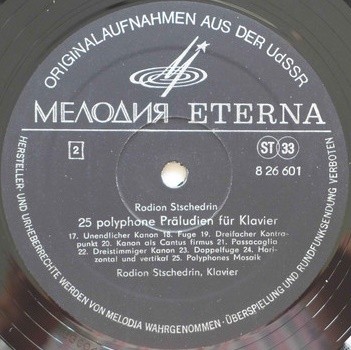 ORIGINALAUFNAHMEN AUS DER UdSSR
МЕЛОДИЯ ETERNA
2
ST 33
8 26 601
Rodion Stschedrin
25 polyphone Präludien für Klavier
17. Unendlicher Kanon 18. Fuge 19. Dreifacher Kontra-
punkt 20. Kanon als Cantus firmus 21. Passacaglia
22. Dreistimmiger Kanon 23. Doppelfuge 24. Hori-
zontal und vertikal 25. Polyphones Mosaik
Rodion Stschedrin, Klavier
HERSTELLER- UND URHEBERRECHTE WERDEN VON MELODIA WAHRGENOMMEN · ÜBERSPIELUNG UND RUNDFUNKSENDUNG VERBOTEN